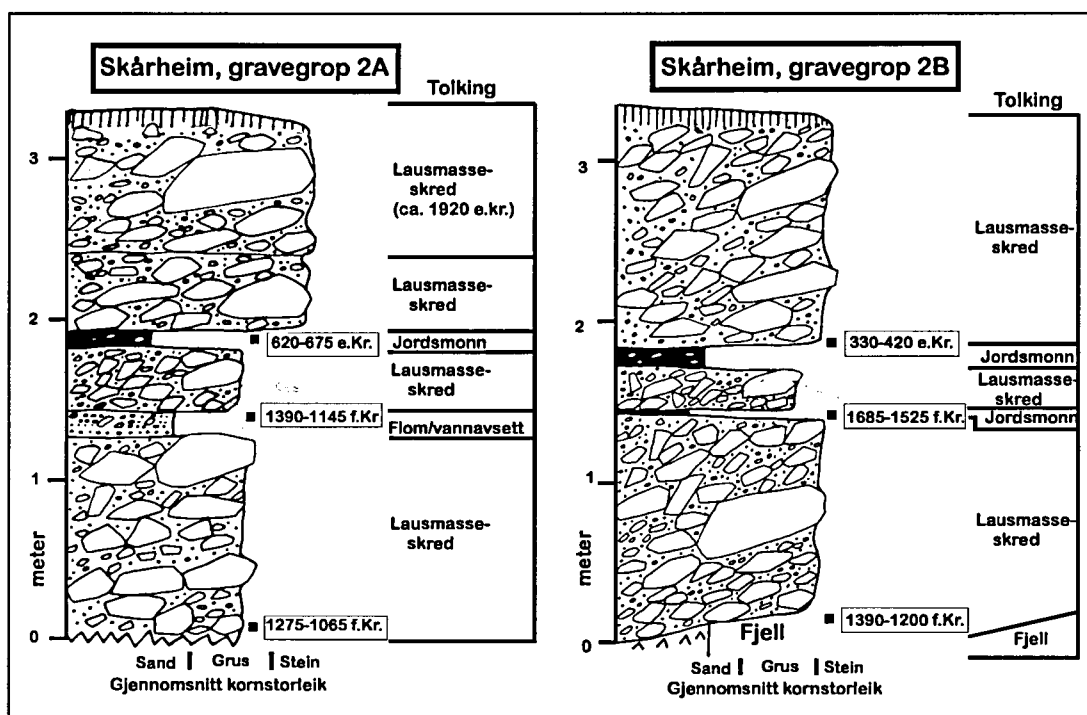 Skårheim, gravegrop 2A
Tolking
3
2
1
0
meter
Lausmasse-
skred
(ca. 1920 e.kr.)
Lausmasse-
skred
620-675 e.Kr.
Jordsmonn
Lausmasse-
skred
1390-1145 f.Kr.
Flom/vannavsett
Lausmasse-
skred
1275-1065 f.Kr.
Sand Grus Stein
Gjennomsnitt kornstorleik
Skårheim, gravegrop 2B
Tolking
3
2
1
0
meter
Lausmasse-
skred
330-420 e.Kr.
Jordsmonn
Lausmasse-
skred
1685-1525 f.Kr.
Jordsmonn
Lausmasse-
skred
1390-1200 f.Kr.
Fjell
Fjell
Sand Grus Stein
Gjennomsnitt kornstorleik